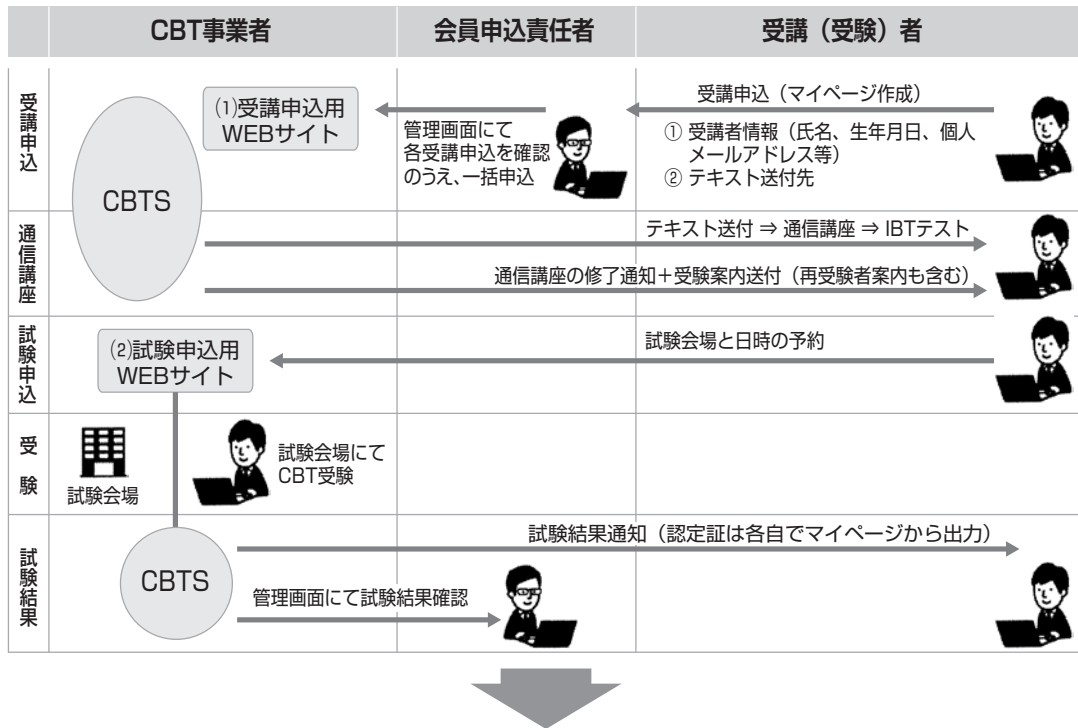 CBT事業者
会員申込責任者
受講（受験）者
受講申込
CBTS
⑴受講申込用
WEBサイト
管理画面にて
各受講申込を確認
のうえ、一括申込
受講申込（マイページ作成）
① 受講者情報（氏名、生年月日、個人
メールアドレス等）
② テキスト送付先
通信講座
テキスト送付 ⇒ 通信講座 ⇒ IBTテスト
通信講座の修了通知＋受験案内送付（再受験者案内も含む）
試験申込
⑵試験申込用
WEBサイト
試験会場と日時の予約
受験
試験会場
試験会場にて
CBT受験
試験結果
CBTS
試験結果通知（認定証は各自でマイページから出力）
管理画面にて試験結果確認